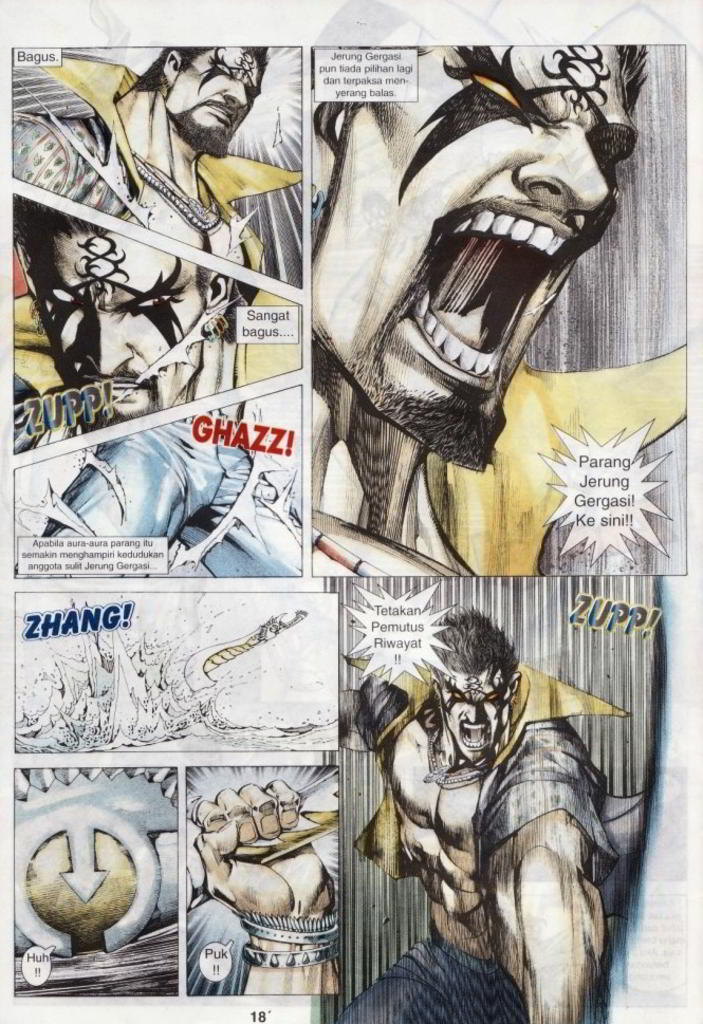 Bagus.
Jerung Gergasi
pun tiada pilihan lagi
dan terpaksa men-
yerang balas.
Sangat
bagus....
ZUPP!
GHAZZ!
Apabila aura-aura parang itu
semakin menghampiri kedudukan
anggota sulit Jerung Gergasi...
Parang
Jerung
Gergasi!
Ke sini!!
ZHANG!
Tetakan
Pemutus
Riwayat
!!
ZUPP!
Huh
!!
Puk
!!
18